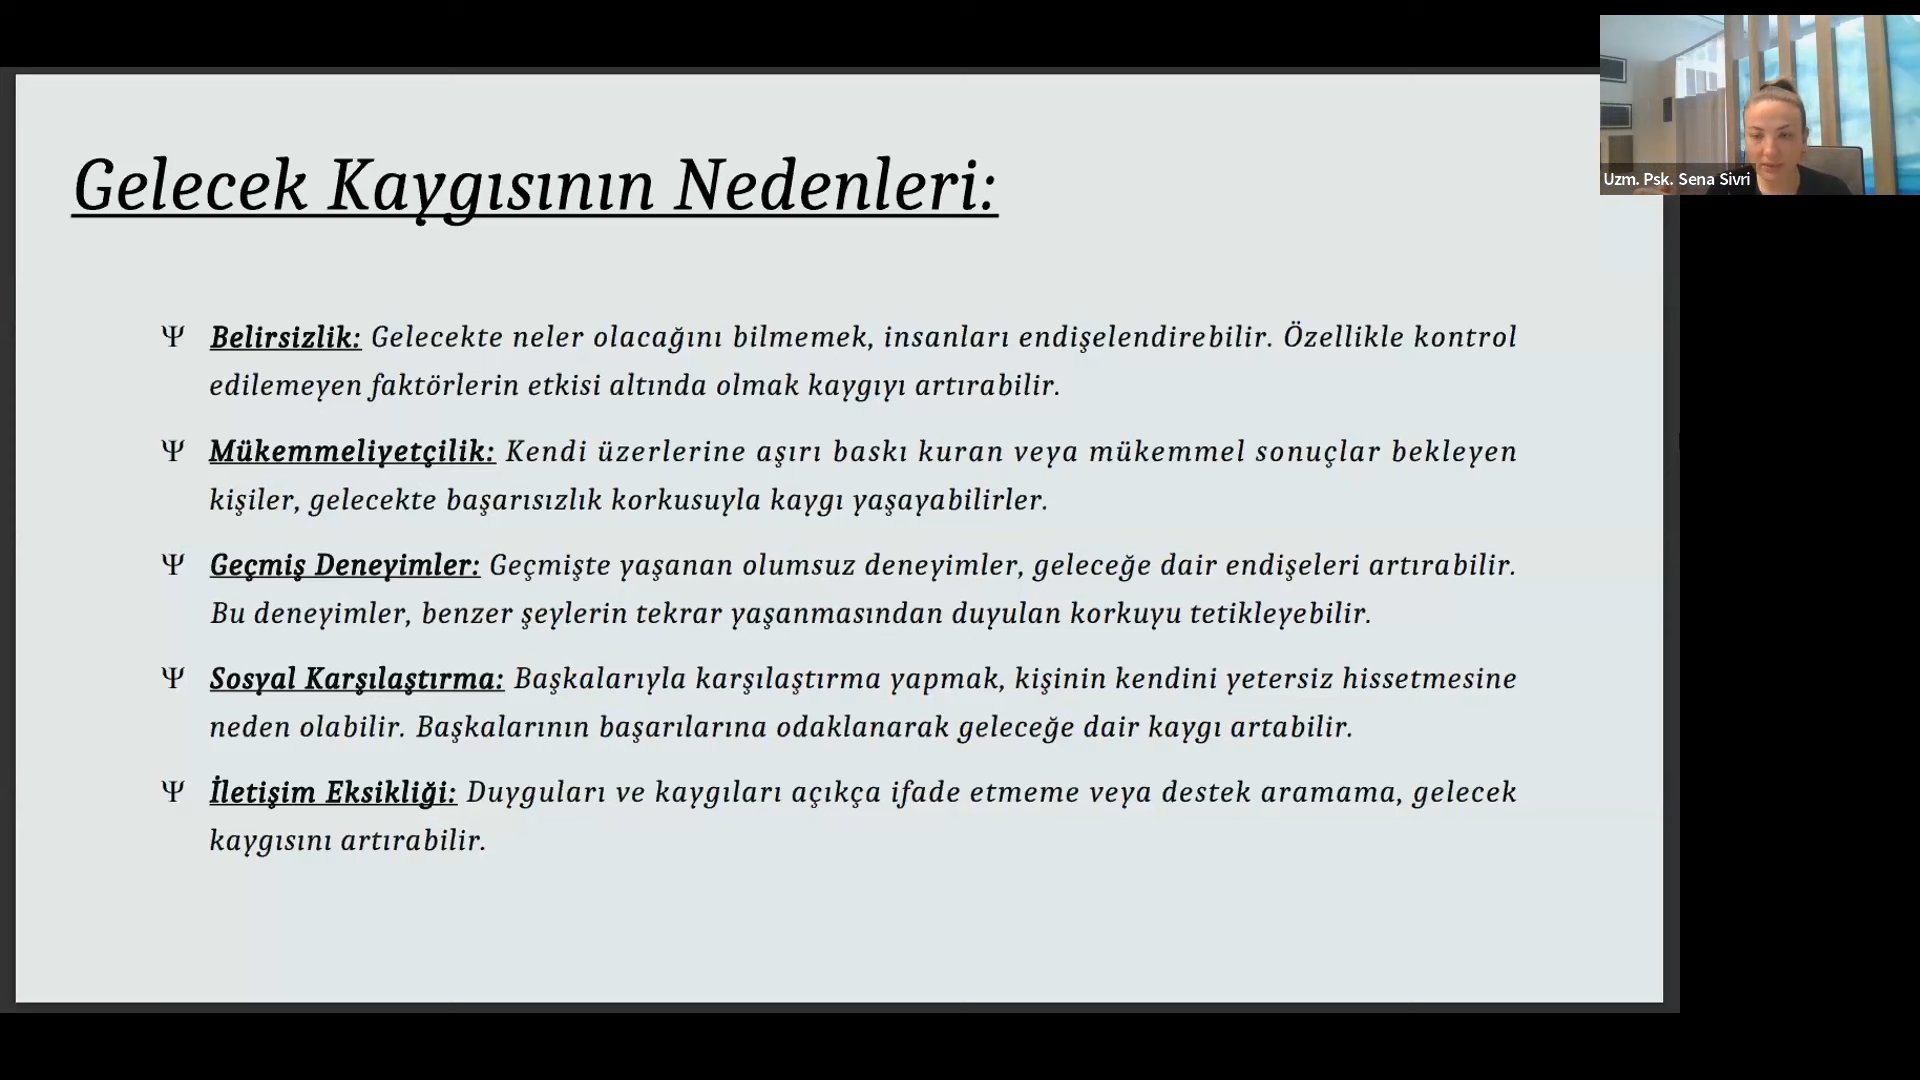 Gelecek Kaygısının Nedenleri:
Ψ Belirsizlik: Gelecekte neler olacağını bilmemek, insanları endişelendirebilir. Özellikle kontrol
edilemeyen faktörlerin etkisi altında olmak kaygıyı artırabilir.
Ψ Mükemmeliyetçilik: Kendi üzerlerine aşırı baskı kuran veya mükemmel sonuçlar bekleyen
kişiler, gelecekte başarısızlık korkusuyla kaygı yaşayabilirler.
Ψ Geçmiş Deneyimler: Geçmişte yaşanan olumsuz deneyimler, geleceğe dair endişeleri artırabilir.
Bu deneyimler, benzer şeylerin tekrar yaşanmasından duyulan korkuyu tetikleyebilir.
Ψ Sosyal Karşılaştırma: Başkalarıyla karşılaştırma yapmak, kişinin kendini yetersiz hissetmesine
neden olabilir. Başkalarının başarılarına odaklanarak geleceğe dair kaygı artabilir.
Ψ İletişim Eksikliği: Duyguları ve kaygıları açıkça ifade etmeme veya destek aramama, gelecek
kaygısını artırabilir.
Uzm. Psk. Sena Sivri